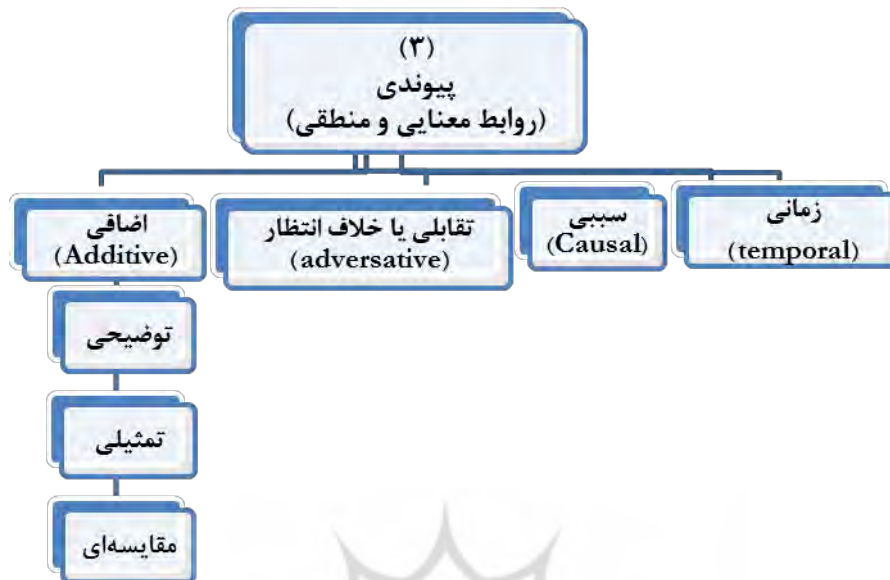 (۳)
پیوندی
(روابط معنایی و منطقی)
زمانی
(temporal)
سببی
(Causal)
تقابلی یا خلاف انتظار
(adversative)
اضافی
(Additive)
توضیحی
تمثیلی
مقایسه‌ای